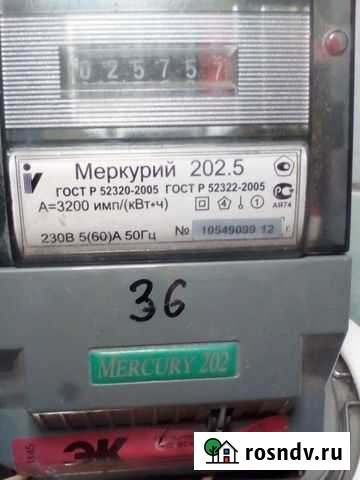 025757
Меркурий 202.5
ГОСТ Р 52320-2005 ГОСТ Р 52322-2005
А=3200 имп/(кВт•ч)
АЯ74
230В 5(60)А 50Гц № 10549099 12 г.
36
MERCURY 202
ЭК
rosndv.ru